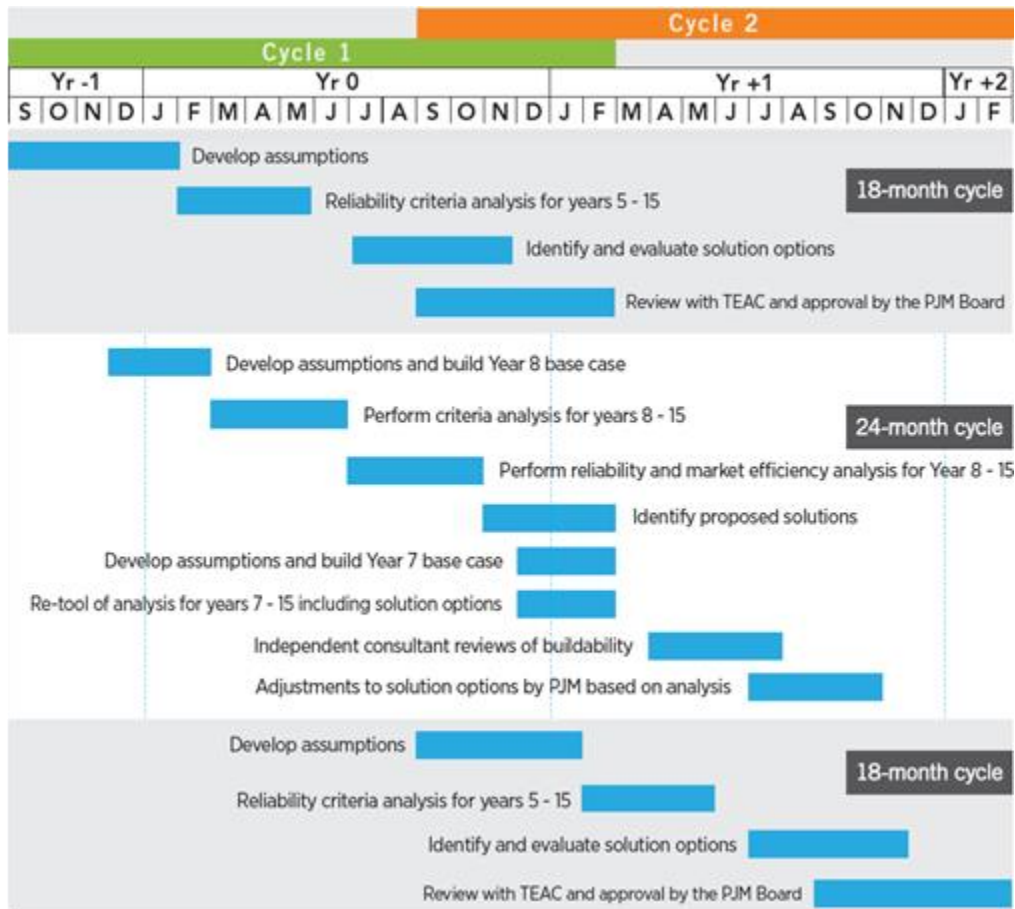 Cycle 2
Cycle 1
Yr -1 Yr 0 Yr +1 Yr +2
S O N D J F M A M J J A S O N D J F M A M J J A S O N D J F
Develop assumptions
18-month cycle
Reliability criteria analysis for years 5 - 15
Identify and evaluate solution options
Review with TEAC and approval by the PJM Board
Develop assumptions and build Year 8 base case
Perform criteria analysis for years 8 - 15
24-month cycle
Perform reliability and market efficiency analysis for Year 8 - 15
Identify proposed solutions
Develop assumptions and build Year 7 base case
Re-tool of analysis for years 7 - 15 including solution options
Independent consultant reviews of buildability
Adjustments to solution options by PJM based on analysis
Develop assumptions
18-month cycle
Reliability criteria analysis for years 5 - 15
Identify and evaluate solution options
Review with TEAC and approval by the PJM Board